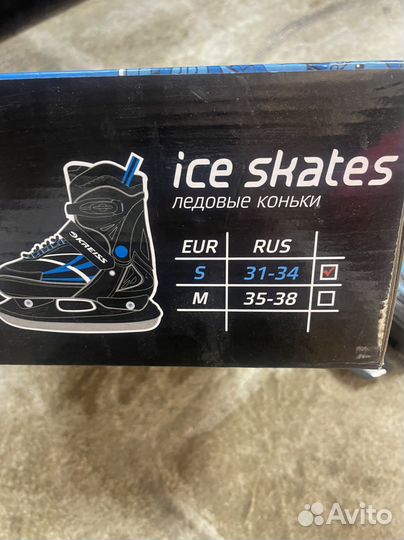 ice skates
ледовые коньки
EUR RUS
S 31-34
M 35-38
KREISS
Avito